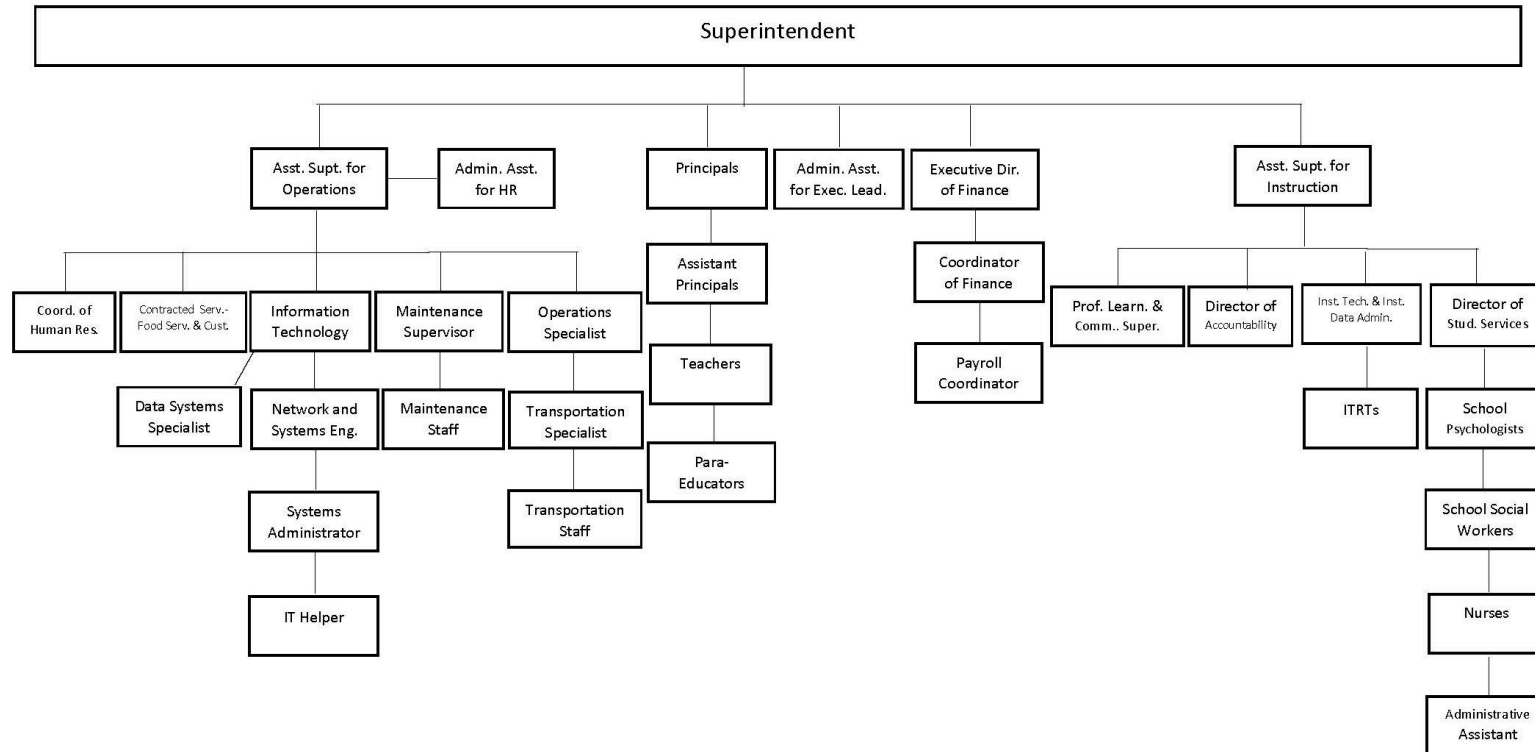 Superintendent
Asst. Supt. for
Operations
Admin. Asst.
for HR
Principals
Admin. Asst.
for Exec. Lead.
Executive Dir.
of Finance
Asst. Supt. for
Instruction
Assistant
Principals
Coordinator
of Finance
Coord. of
Human Res.
Contracted Serv.-
Food Serv. & Cust.
Information
Technology
Maintenance
Supervisor
Operations
Specialist
Prof. Learn. &
Comm.. Super.
Director of
Accountability
Inst. Tech. & Inst.
Data Admin.
Director of
Stud. Services
Teachers
Payroll
Coordinator
Data Systems
Specialist
Network and
Systems Eng.
Maintenance
Staff
Transportation
Specialist
ITRTs
School
Psychologists
Para-
Educators
Systems
Administrator
Transportation
Staff
School Social
Workers
IT Helper
Nurses
Administrative
Assistant